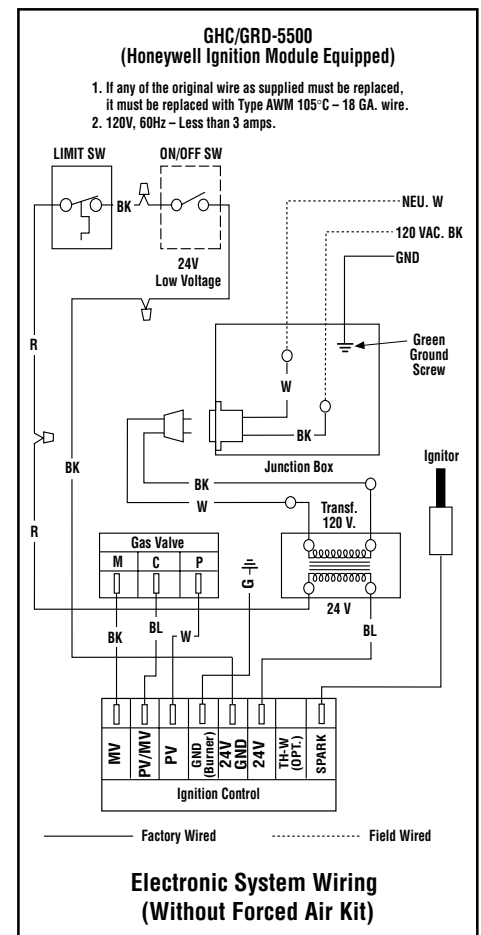 GHC/GRD-5500
(Honeywell Ignition Module Equipped)
1. If any of the original wire as supplied must be replaced,
it must be replaced with Type AWM 105°C – 18 GA. wire.
2. 120V, 60Hz – Less than 3 amps.
LIMIT SW
ON/OFF SW
BK
24V
Low Voltage
NEU. W
120 VAC. BK
GND
Green
Ground
Screw
R
W
BK
Junction Box
BK
BK
W
Transf.
120 V.
Ignitor
R
Gas Valve
M C P
G
24 V
BK
BL
W
BL
MV
PV/MV
PV
GND
(Burner)
24V
GND
24V
TH-W
(OPT.)
SPARK
Ignition Control
Factory Wired
Field Wired
Electronic System Wiring
(Without Forced Air Kit)